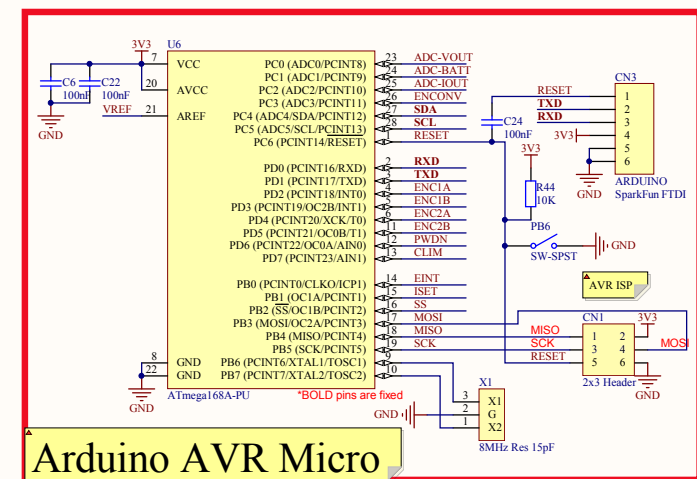 3V3
U6
C6
100nF
C22
100nF
GND
VREF
7 VCC
20 AVCC
21 AREF
8 GND
22 GND
GND
PC0 (ADC0/PCINT8) 23 ADC-VOUT
PC1 (ADC1/PCINT9) 24 ADC-BATT
PC2 (ADC2/PCINT10) 25 ADC-IOUT
PC3 (ADC3/PCINT11) 26 ENCONV
PC4 (ADC4/SDA/PCINT12) 27 SDA
PC5 (ADC5/SCL/PCINT13) 28 SCL
PC6 (PCINT14/RESET) 1 RESET
PD0 (PCINT16/RXD) 2 RXD
PD1 (PCINT17/TXD) 3 TXD
PD2 (PCINT18/INT0) 4 ENC1A
PD3 (PCINT19/OC2B/INT1) 5 ENC1B
PD4 (PCINT20/XCK/T0) 6 ENC2A
PD5 (PCINT21/OC0B/T1) 11 ENC2B
PD6 (PCINT22/OC0A/AIN0) 12 PWDN
PD7 (PCINT23/AIN1) 13 CLIM
PB0 (PCINT0/CLKO/ICP1) 14 EINT
PB1 (OC1A/PCINT1) 15 ISET
PB2 (SS/OC1B/PCINT2) 16 SS
PB3 (MOSI/OC2A/PCINT3) 17 MOSI
PB4 (MISO/PCINT4) 18 MISO
PB5 (SCK/PCINT5) 19 SCK
PB6 (PCINT6/XTAL1/TOSC1) 9
PB7 (PCINT7/XTAL2/TOSC2) 10
ATmega168A-PU
*BOLD pins are fixed
C24
100nF
CN3
RESET 1
TXD 2
RXD 3
3V3 4
5
6
GND
ARDUINO
SparkFun FTDI
3V3
R44
10K
PB6
SW-SPST
GND
AVR ISP
CN1
3V3
MISO 1 2
SCK 3 4 MOSI
RESET 5 6
2x3 Header
GND
X1
3 X1
GND 2 G
1 X2
8MHz Res 15pF
Arduino AVR Micro